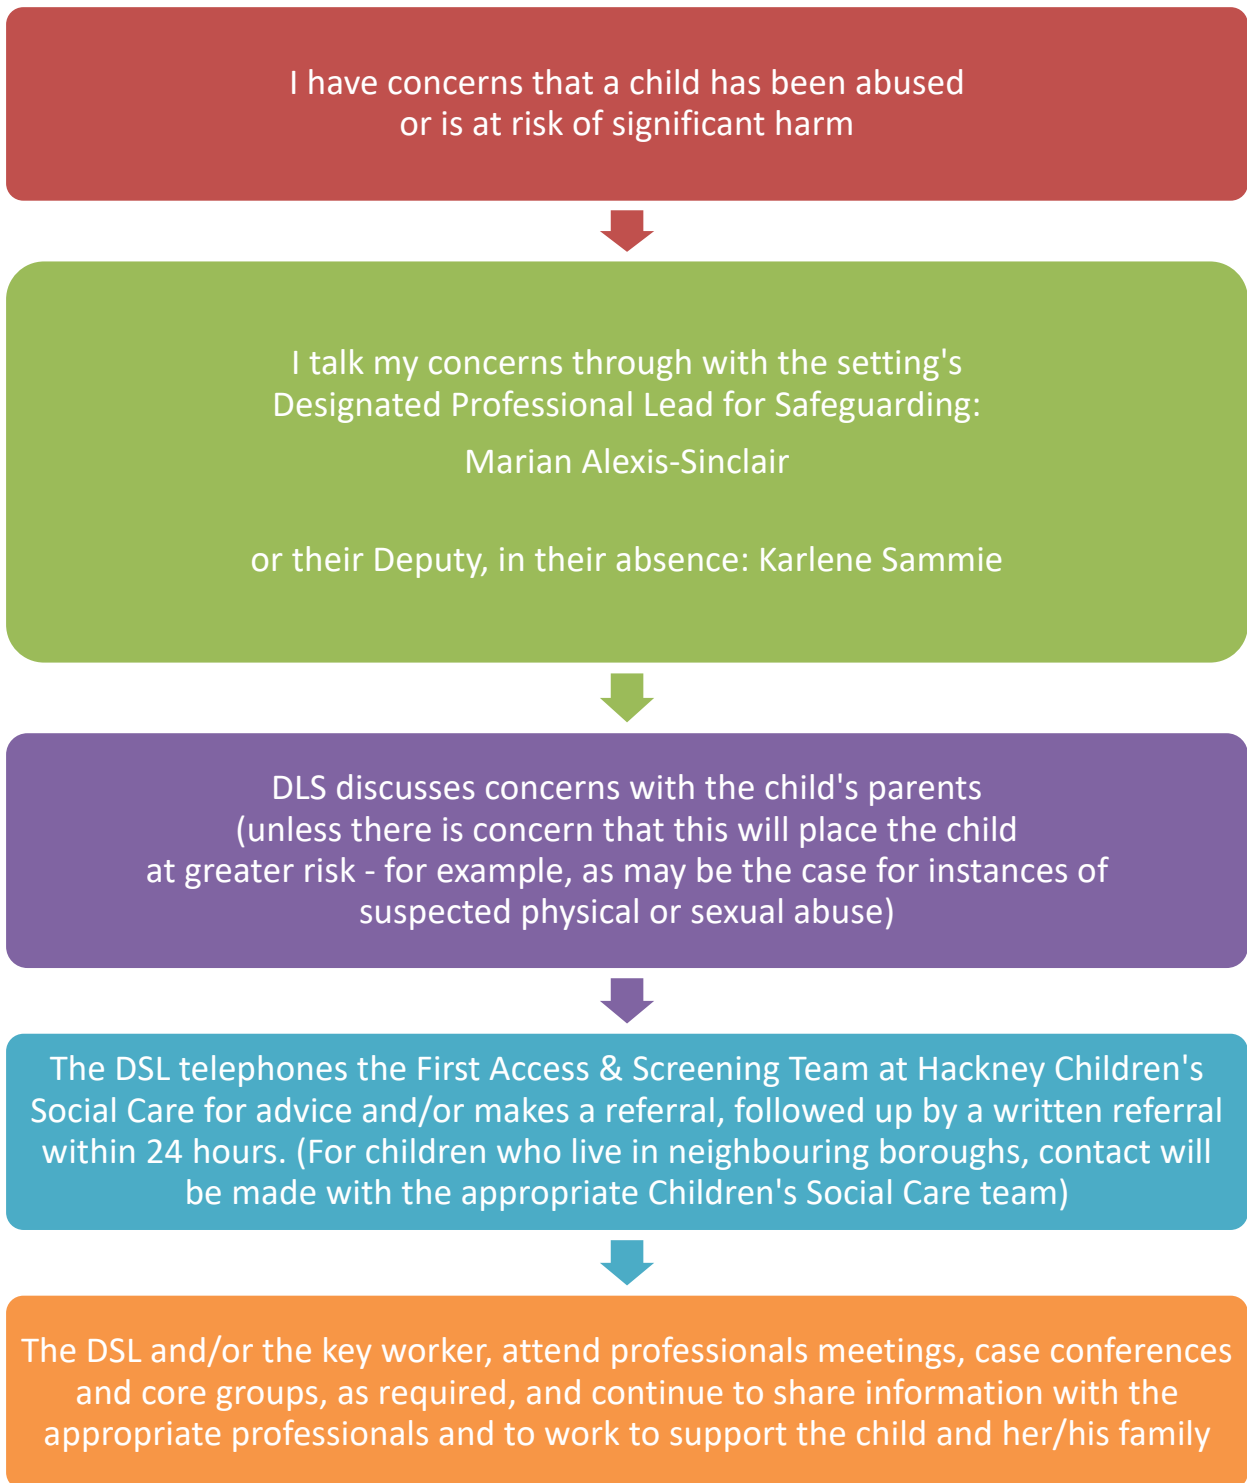 I have concerns that a child has been abused
or is at risk of significant harm
I talk my concerns through with the setting's
Designated Professional Lead for Safeguarding:
Marian Alexis-Sinclair
or their Deputy, in their absence: Karlene Sammie
DLS discusses concerns with the child's parents
(unless there is concern that this will place the child
at greater risk - for example, as may be the case for instances of
suspected physical or sexual abuse)
The DSL telephones the First Access & Screening Team at Hackney Children's
Social Care for advice and/or makes a referral, followed up by a written referral
within 24 hours. (For children who live in neighbouring boroughs, contact will
be made with the appropriate Children's Social Care team)
The DSL and/or the key worker, attend professionals meetings, case conferences
and core groups, as required, and continue to share information with the
appropriate professionals and to work to support the child and her/his family